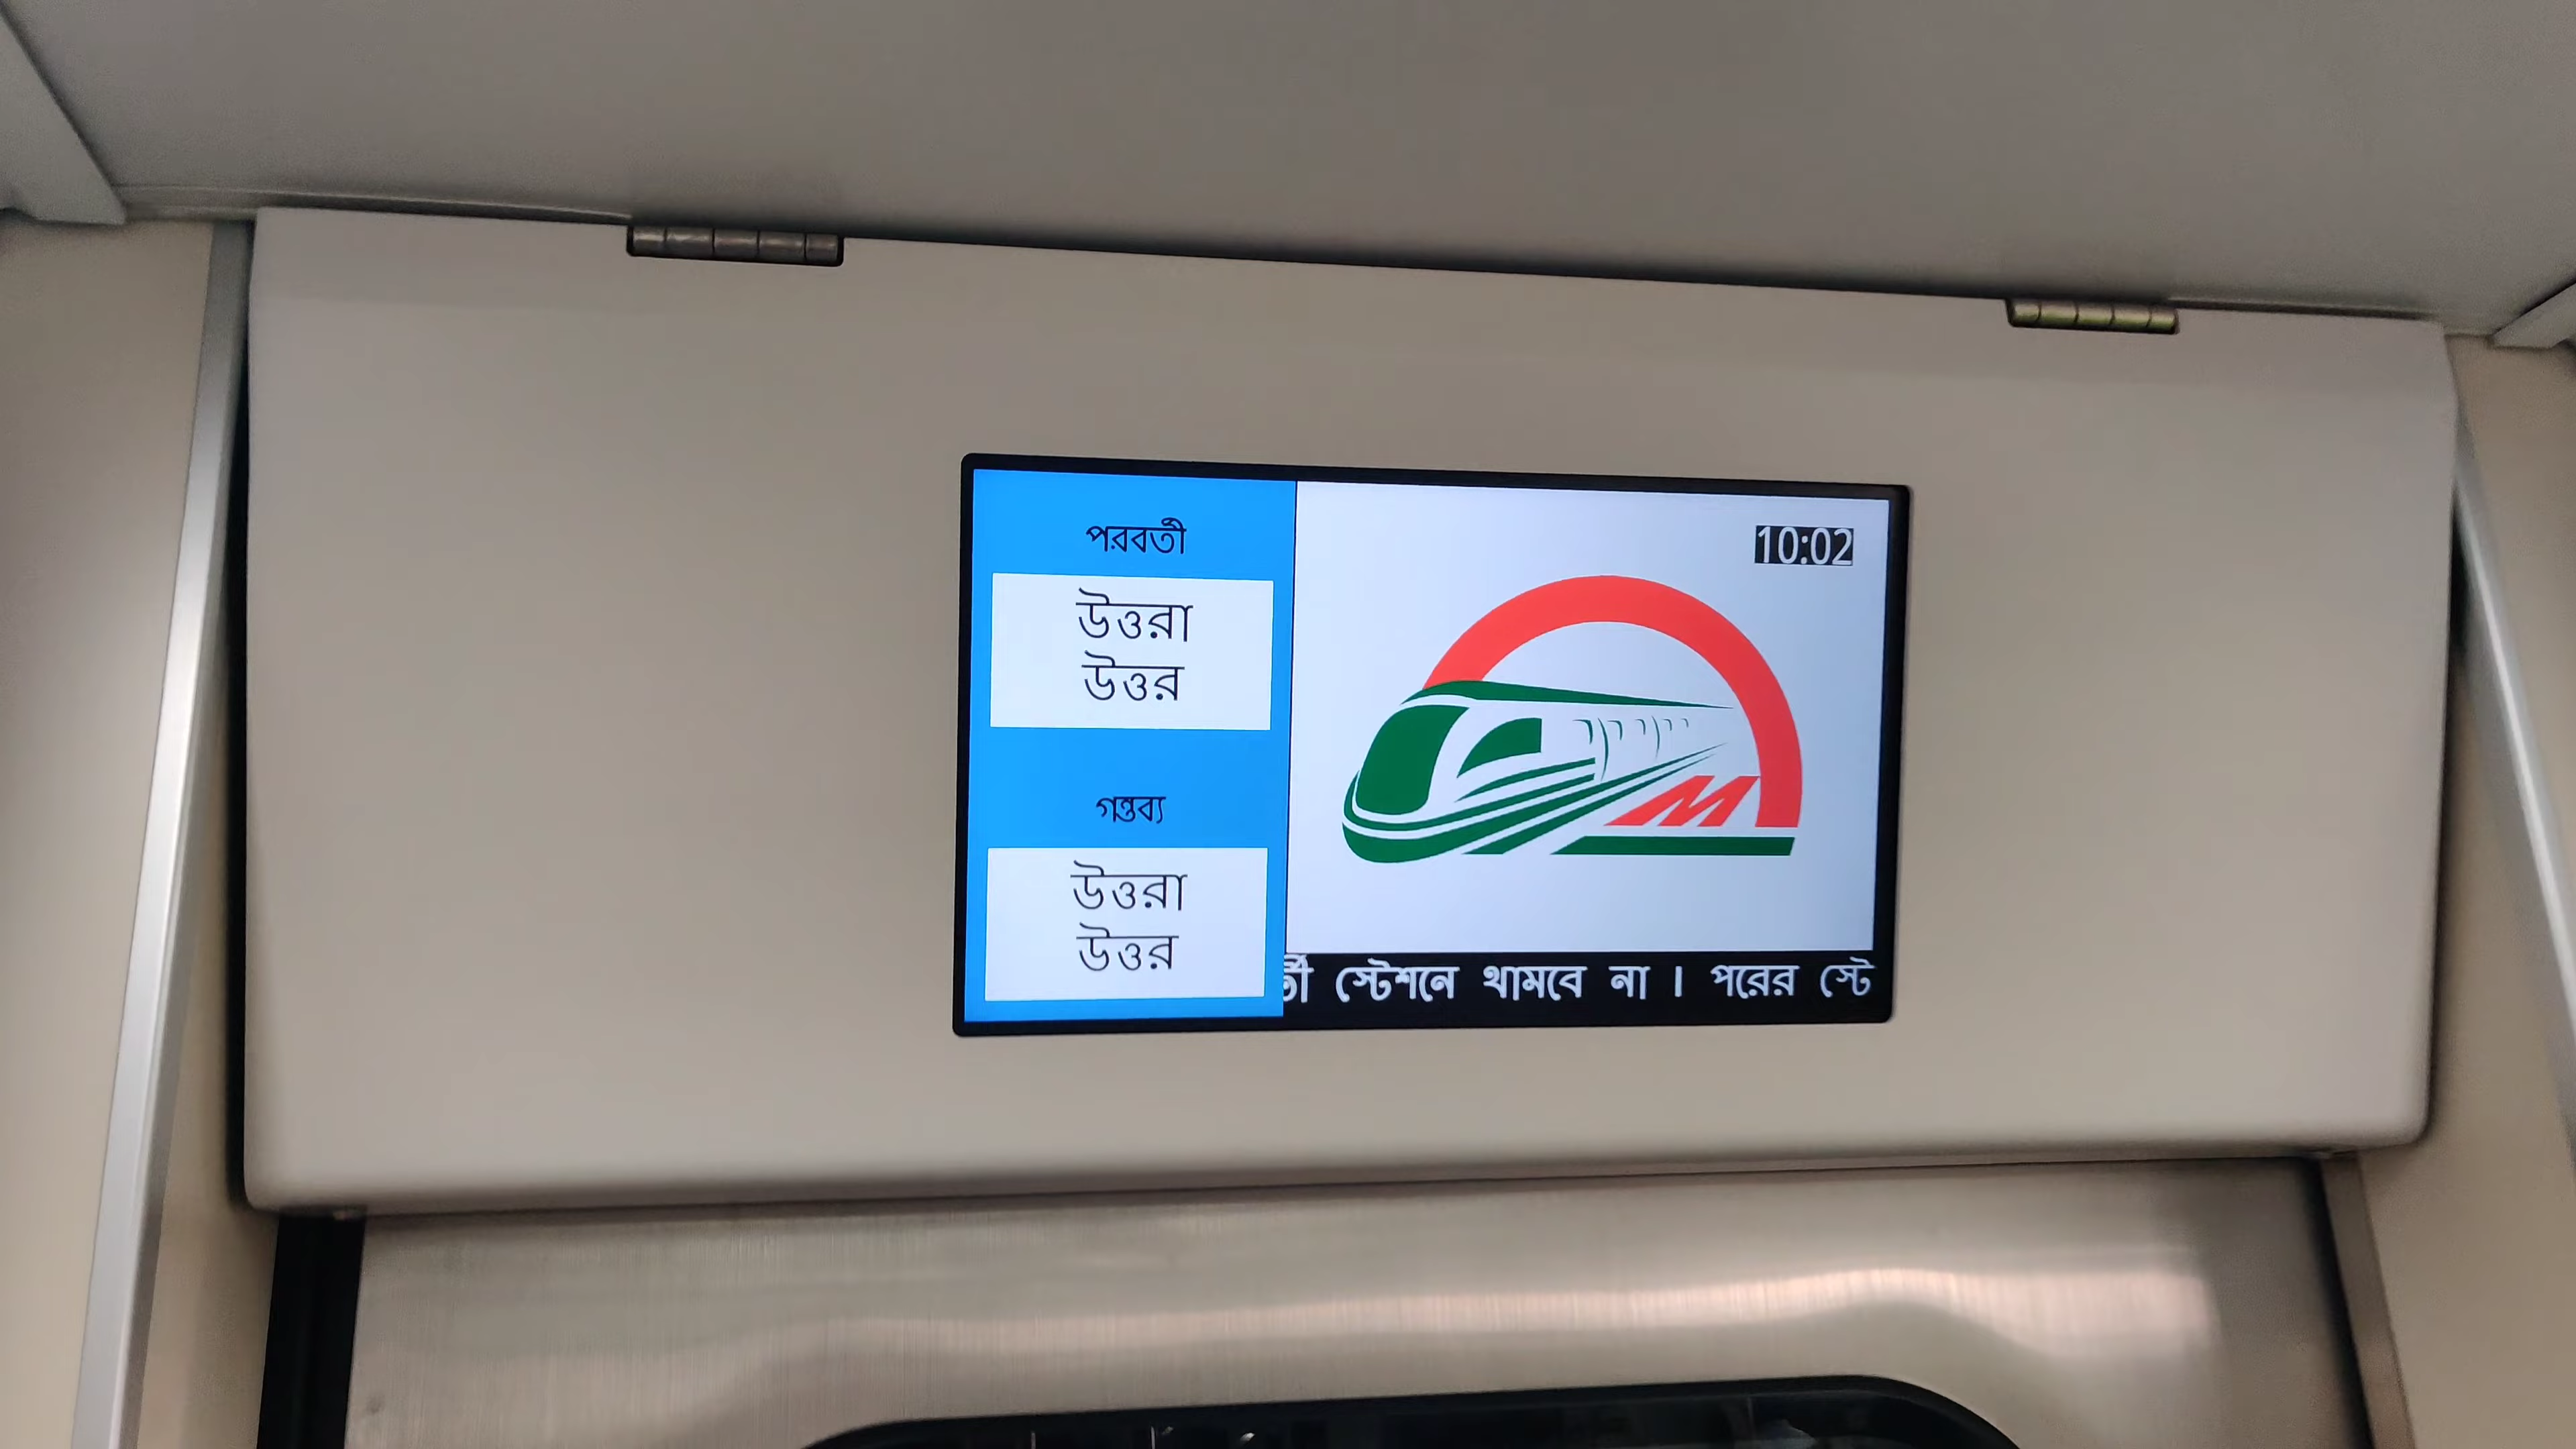 পরবর্তী
উত্তরা
উত্তর
গন্তব্য
উত্তরা
উত্তর
10:02
M
স্টেশনে থামবে না । পরের